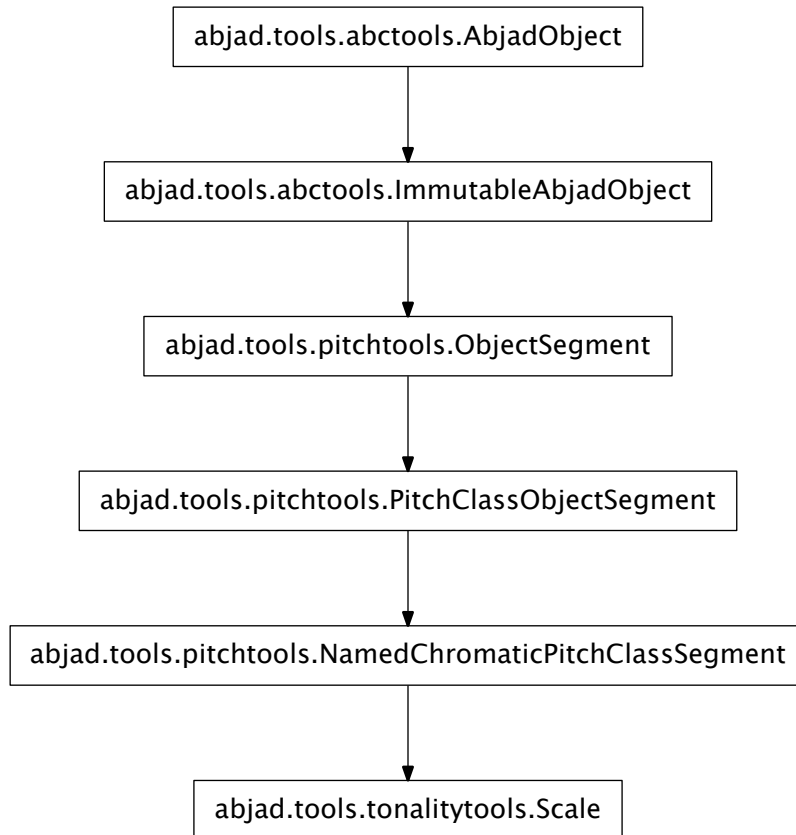 abjad.tools.abctools.AbjadObject
abjad.tools.abctools.ImmutableAbjadObject
abjad.tools.pitchtools.ObjectSegment
abjad.tools.pitchtools.PitchClassObjectSegment
abjad.tools.pitchtools.NamedChromaticPitchClassSegment
abjad.tools.tonalitytools.Scale